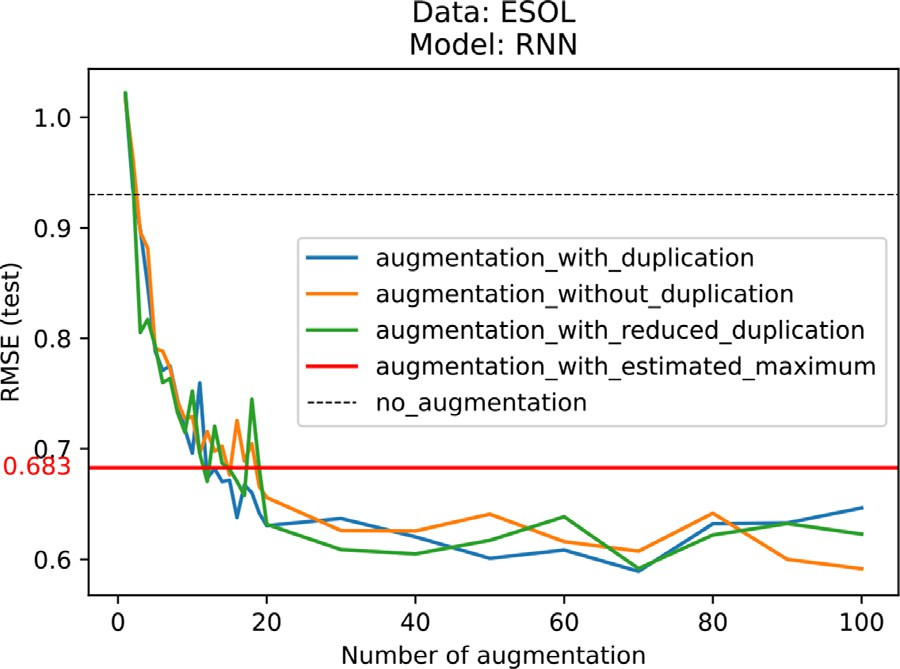 Data: ESOL
Model: RNN
RMSE (test)
1.0
0.9
0.8
0.7
0.683
0.6
augmentation_with_duplication
augmentation_without_duplication
augmentation_with_reduced_duplication
augmentation_with_estimated_maximum
no_augmentation
0 20 40 60 80 100
Number of augmentation